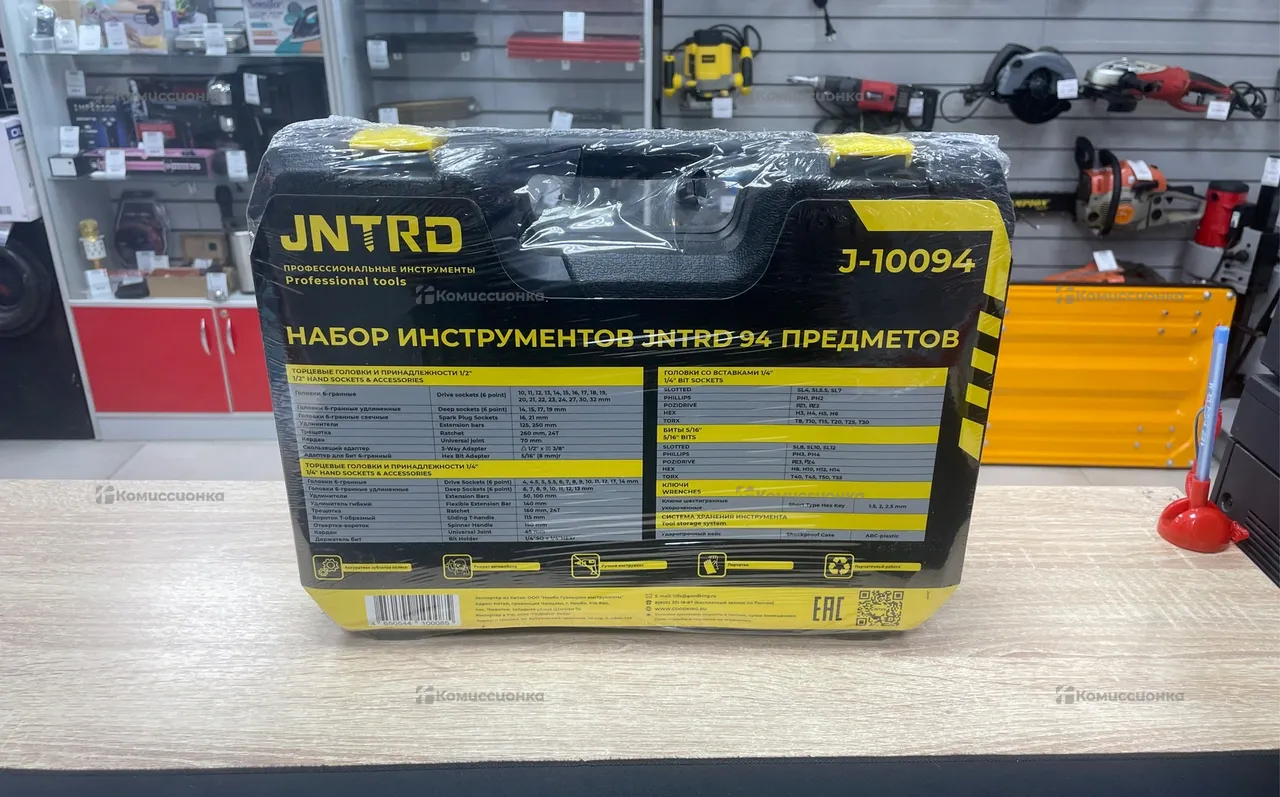 JNTRD
ПРОФЕССИОНАЛЬНЫЕ ИНСТРУМЕНТЫ
Professional tools
J-10094
НАБОР ИНСТРУМЕНТОВ JNTRD 94 ПРЕДМЕТОВ
ТОРЦЕВЫЕ ГОЛОВКИ И ПРИНАДЛЕЖНОСТИ 1/2"
1/2" HAND SOCKETS & ACCESSORIES
Головки 6-гранные Drive sockets (6 point) 10, 11, 12, 13, 14, 15, 16, 17, 18, 19,
20, 21, 22, 23, 24, 27, 30, 32 mm
Головки 6-гранные удлиненные Deep sockets (6 point) 14, 15, 17, 19 mm
Головки 6-гранные свечные Spark Plug Sockets 16, 21 mm
Удлинители Extension bars 125, 250 mm
Трещотка Ratchet 260 mm, 24T
Кардан Universal joint 70 mm
Скользящий адаптер 3-Way Adapter
Адаптер для бит 6-гранный Hex Bit Adapter 5/16" (8 mm)
ТОРЦЕВЫЕ ГОЛОВКИ И ПРИНАДЛЕЖНОСТИ 1/4"
1/4" HAND SOCKETS & ACCESSORIES
Головки 6-гранные Drive Sockets (6 point) 4, 4.5, 5, 5.5, 6, 7, 8, 9, 10, 11, 12, 13, 14 mm
Головки 6-гранные удлиненные Deep Sockets (6 point) 6, 7, 8, 9, 10, 11, 12, 13 mm
Удлинители Extension Bars 50, 100 mm
Удлинитель гибкий Flexible Extension Bar 140 mm
Трещотка Ratchet 160 mm, 24T
Вороток Т-образный Sliding T-handle 115 mm
Отвертка-вороток Spinner Handle
Кардан Universal Joint
Держатель бит Bit Holder
ГОЛОВКИ СО ВСТАВКАМИ 1/4"
1/4" BIT SOCKETS
SLOTTED SL4, SL5.5, SL7
PHILLIPS PH1, PH2
POZIDRIVE PZ1, PZ2
HEX H3, H4, H5, H6
TORX T8, T10, T15, T20, T25, T30
БИТЫ 5/16"
5/16" BITS
SLOTTED SL8, SL10, SL12
PHILLIPS PH3, PH4
POZIDRIVE PZ3, PZ4
HEX H8, H10, H12, H14
TORX T40, T45, T50, T55
КЛЮЧИ
WRENCHES
Ключи шестигранные
укороченные Short Type Hex Key 1.5, 2, 2.5 mm
СИСТЕМА ХРАНЕНИЯ ИНСТРУМЕНТА
Tool storage system
Ударопрочный кейс Shockproof Case ABC-plastic
Ручной инструмент
Перчатки
4 650544 100085
EAC
Комиссионка
Комиссионка
Комиссионка
Комиссионка
Комиссионка
Комиссионка
Комиссионка
Комиссионка